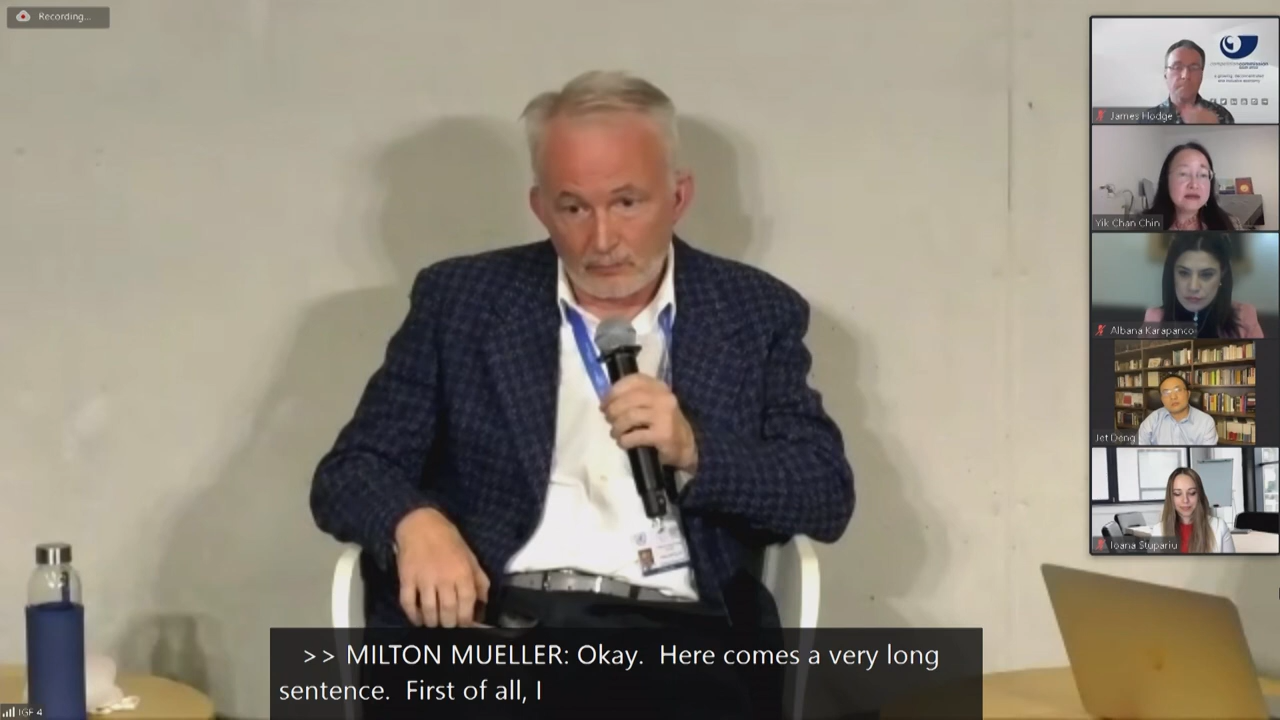 Recording...
James Hodge
Yik Chan Chin
Albana Karapanco
Jet Deng
Ioana Stupariu
>> MILTON MUELLER: Okay. Here comes a very long
sentence. First of all, I
IGF 4